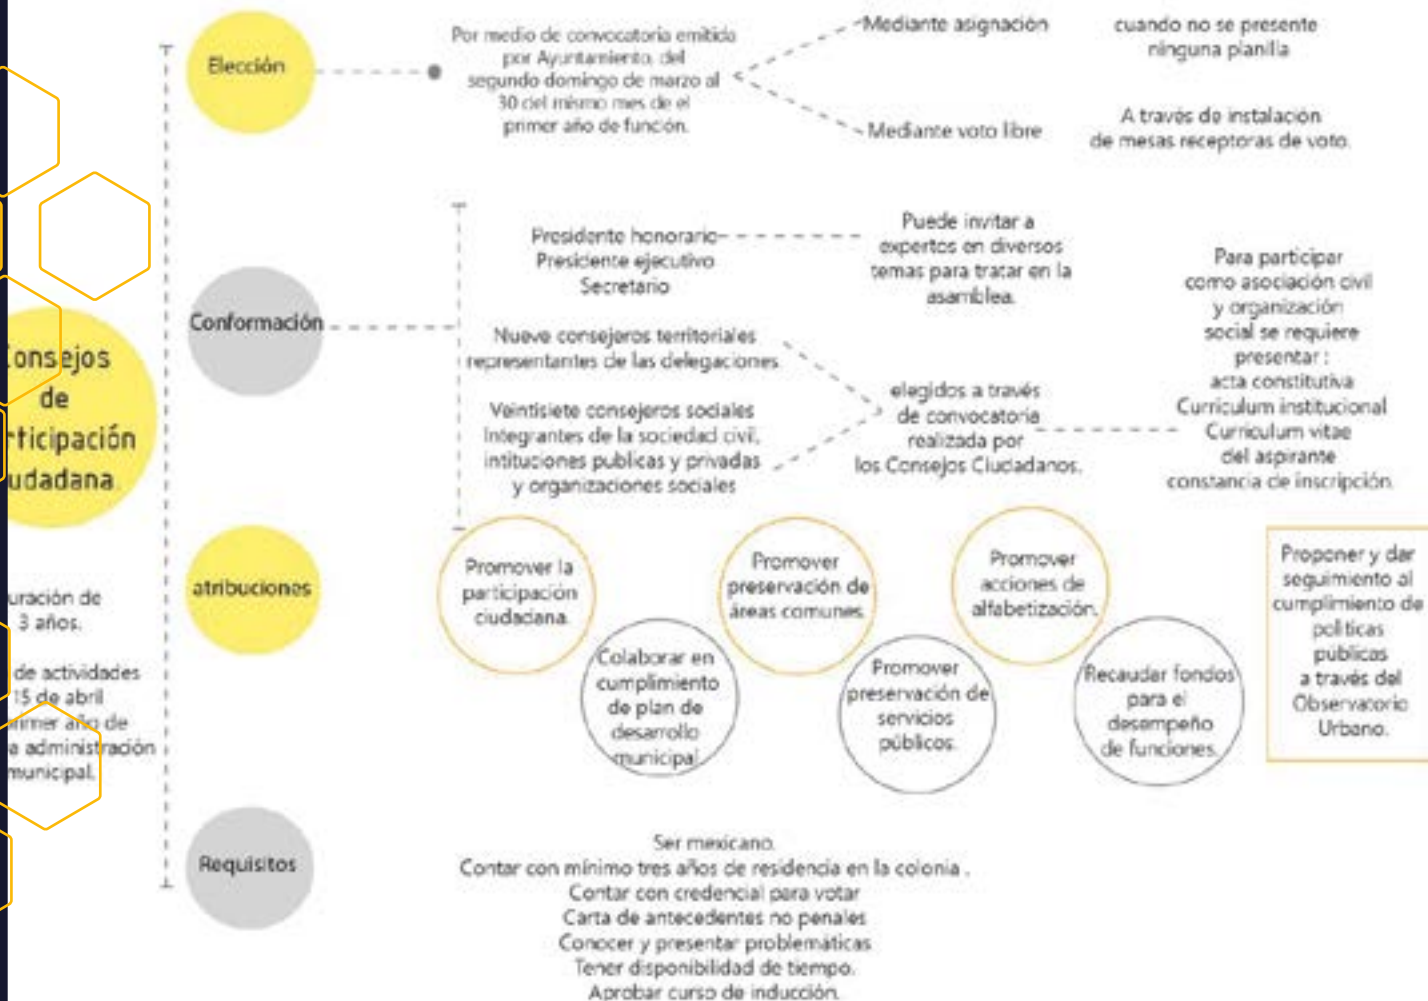 onsejos
de
rticipación
udadana.
uración de
3 años.
de actividades
15 de abril
rimer año de
a administración
municipal.
Elección
Por medio de convocatoria emitida
por Ayuntamiento, del
segundo domingo de marzo al
30 del mismo mes de el
primer año de función.
Mediante asignación
cuando no se presente
ninguna planilla
Mediante voto libre
A través de instalación
de mesas receptoras de voto.
Conformación
Presidente honorario
Presidente ejecutivo
Secretario
Puede invitar a
expertos en diversos
temas para tratar en la
asamblea.
Nueve consejeros territoriales
representantes de las delegaciones
Veintisiete consejeros sociales
Integrantes de la sociedad civil,
intituciones publicas y privadas
y organizaciones sociales
elegidos a través
de convocatoria
realizada por
los Consejos Ciudadanos.
Para participar
como asociación civil
y organización
social se requiere
presentar :
acta constitutiva
Curriculum institucional
Curriculum vitae
del aspirante
constancia de inscripción.
atribuciones
Promover la
participación
ciudadana.
Colaborar en
cumplimiento
de plan de
desarrollo
municipal
Promover
preservación de
áreas comunes.
Promover
preservación de
servicios
públicos.
Promover
acciones de
alfabetización.
Recaudar fondos
para el
desempeño
de funciones.
Proponer y dar
seguimiento al
cumplimiento de
politicas
públicas
a través del
Observatorio
Urbano.
Requisitos
Ser mexicano.
Contar con mínimo tres años de residencia en la colonia .
Contar con credencial para votar
Carta de antecedentes no penales
Conocer y presentar problemáticas
Tener disponibilidad de tiempo.
Aprobar curso de inducción.